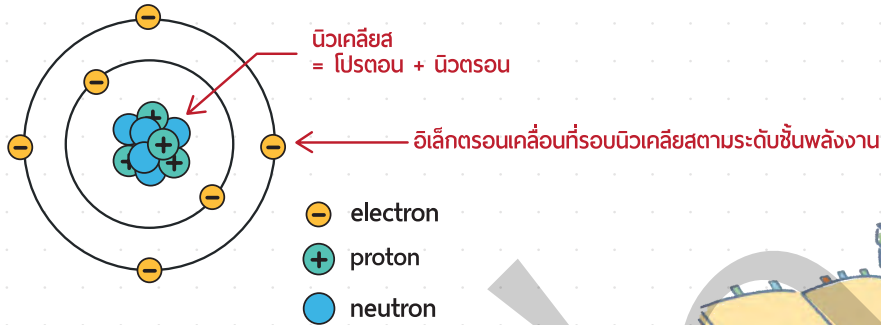 นิวเคลียส
= โปรตอน + นิวตรอน
อิเล็กตรอนเคลื่อนที่รอบนิวเคลียสตามระดับชั้นพลังงาน
electron
proton
neutron